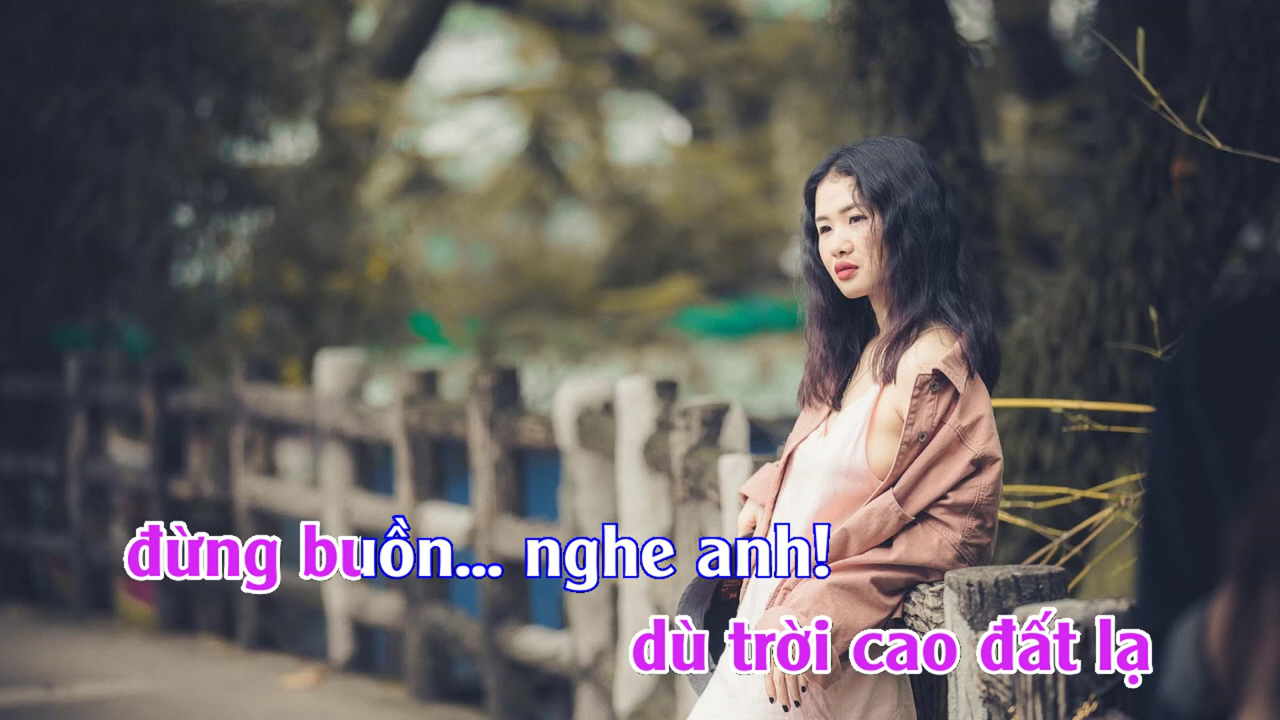 đừng buồn... nghe anh!
dù trời cao đất lạ